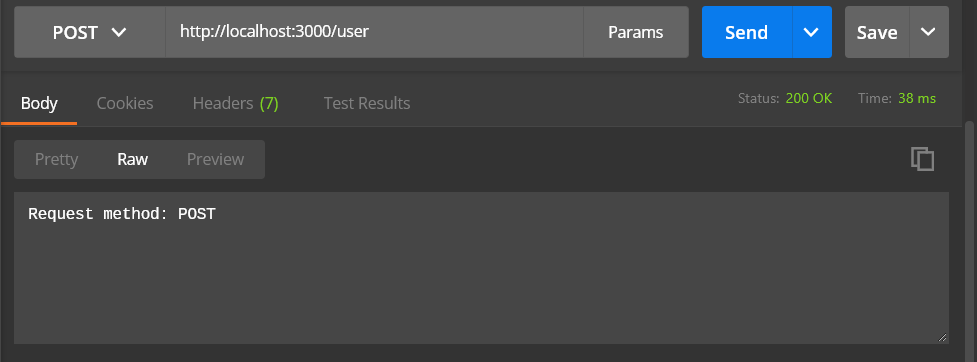 POST http://localhost:3000/user Params Send Save
Body Cookies Headers (7) Test Results Status: 200 OK Time: 38 ms
Pretty Raw Preview
Request method: POST